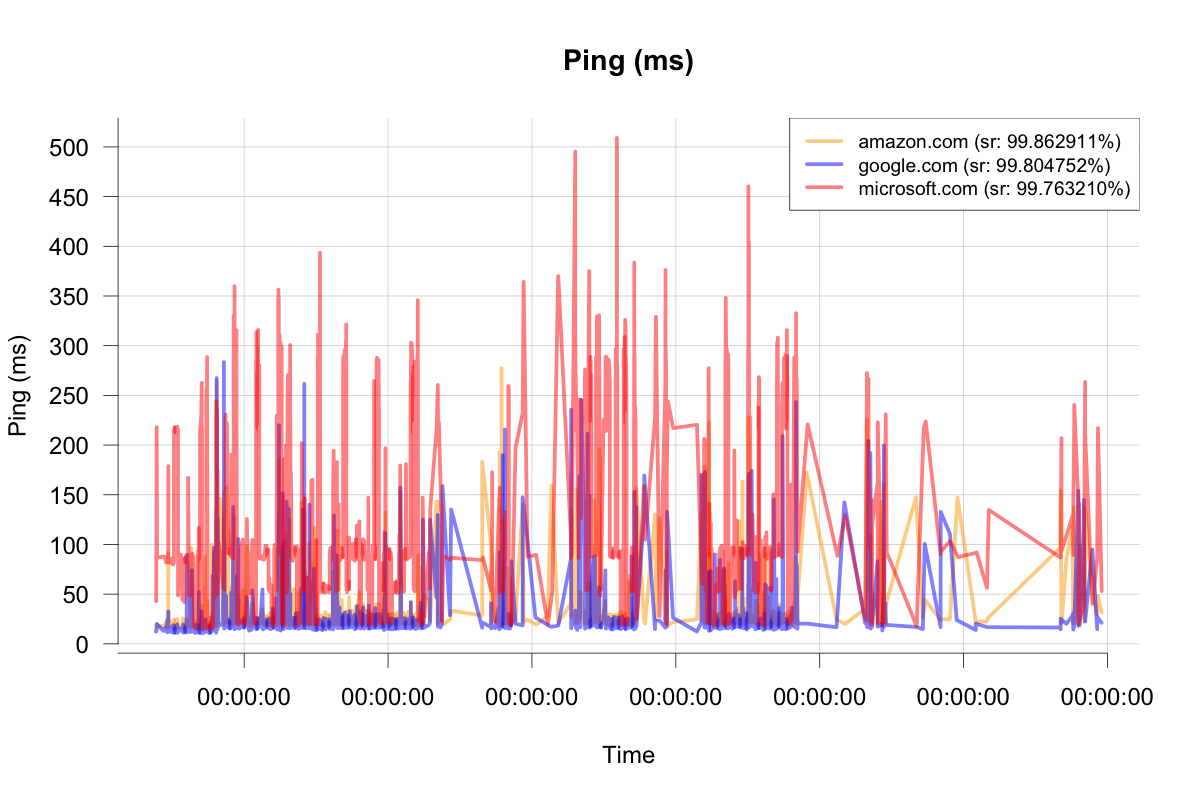 Ping (ms)
amazon.com (sr: 99.862911%)
google.com (sr: 99.804752%)
microsoft.com (sr: 99.763210%)
500
450
400
350
300
250
200
150
100
50
0
Ping (ms)
00:00:00 00:00:00 00:00:00 00:00:00 00:00:00 00:00:00 00:00:00
Time